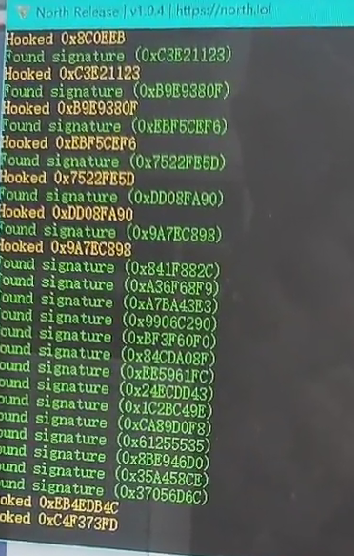 North Release | v1.0.4 | https://north.lol
Hooked 0x8C0EEB
Found signature (0xC3E21123)
Hooked 0xC3E21123
Found signature (0xB9E9380F)
Hooked 0xB9E9380F
Found signature (0xEBF5CEF6)
Hooked 0xEBF5CEF6
Found signature (0x7522FE5D)
Hooked 0x7522FE5D
Found signature (0xDD08FA90)
Hooked 0xDD08FA90
Found signature (0x9A7EC898)
Hooked 0x9A7EC898
ound signature (0x841F882C)
ound signature (0xA36F68F9)
ound signature (0xA7BA43E3)
ound signature (0x9906C290)
ound signature (0xBF3F60F0)
ound signature (0x84CDA08F)
ound signature (0xEE5961FC)
ound signature (0x24ECDD43)
ound signature (0x1C2BC49E)
ound signature (0xCA89D0F8)
ound signature (0x61255535)
und signature (0x8BE946D0)
und signature (0x35A458CE)
und signature (0x37056D6C)
oked 0xEB4EDB4C
oked 0xC4F373FD